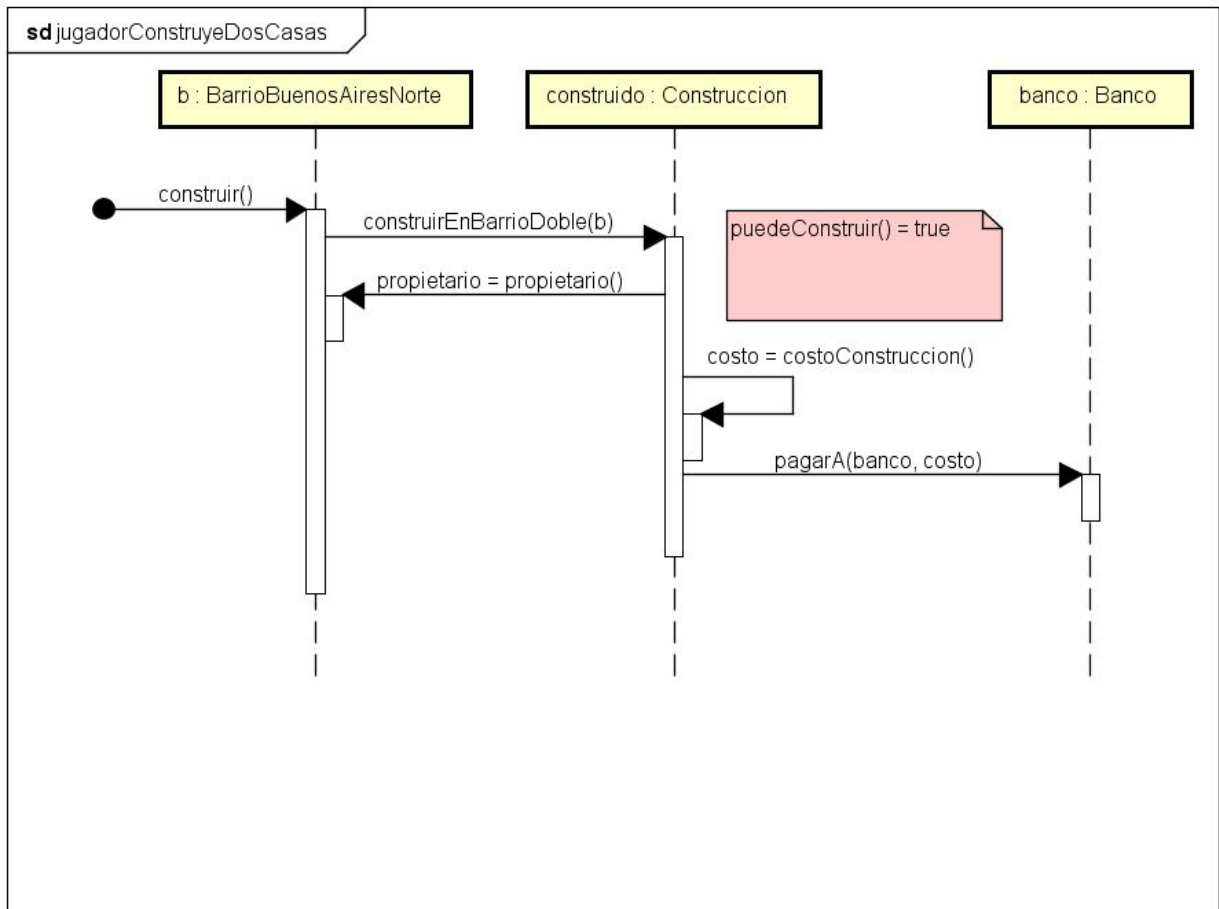 sd jugadorConstruyeDosCasas
b : BarrioBuenosAiresNorte
construido : Construccion
banco : Banco
construir()
construirEnBarrioDoble(b)
puedeConstruir() = true
propietario = propietario()
costo = costoConstruccion()
pagarA(banco, costo)